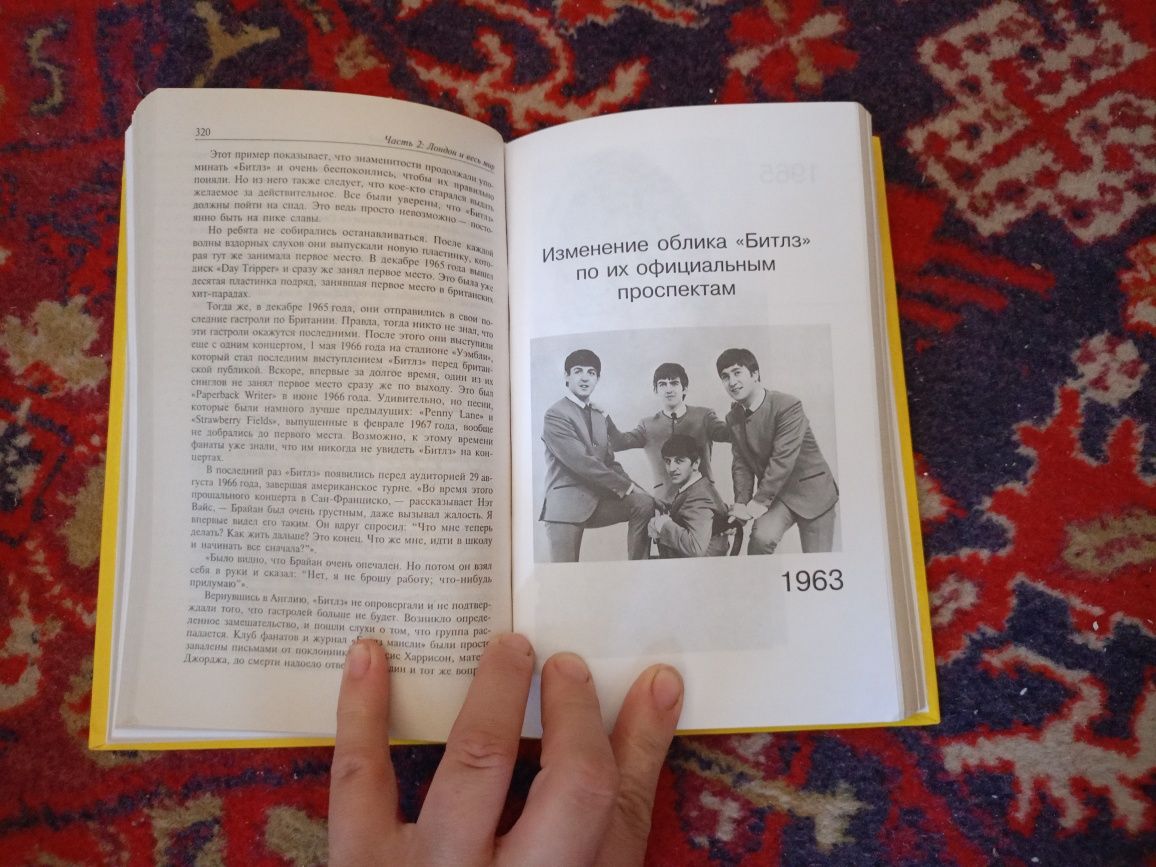 320
Часть 2: Лондон и весь мир
Этот пример показывает, что знаменитости продолжали упо-
минать «Битлз» и очень беспокоились, чтобы их правильно
поняли. Но из него также следует, что кое-кто старался выдать
желаемое за действительное. Все были уверены, что «Битлз»
должны пойти на спад. Это ведь просто невозможно — посто-
янно быть на пике славы.
Но ребята не собирались останавливаться. После каждой
волны вздорных слухов они выпускали новую пластинку, кото-
рая тут же занимала первое место. В декабре 1965 года вышел
диск «Day Tripper» и сразу же занял первое место. Это была уже
десятая пластинка подряд, занявшая первое место в британских
хит-парадах.
Тогда же, в декабре 1965 года, они отправились в свои по-
следние гастроли по Британии. Правда, тогда никто не знал, что
эти гастроли окажутся последними. После этого они выступили
еще с одним концертом, 1 мая 1966 года на стадионе «Уэмбли»,
который стал последним выступлением «Битлз» перед британ-
ской публикой. Вскоре, впервые за долгое время, один из их
синглов не занял первое место сразу же по выходу. Это был
«Paperback Writer» в июне 1966 года. Удивительно, но песни,
которые были намного лучше предыдущих: «Penny Lane» и
«Strawberry Fields», выпущенные в феврале 1967 года, вообще
не добрались до первого места. Возможно, к этому времени
фанаты уже знали, что им никогда не увидеть «Битлз» на кон-
цертах.
В последний раз «Битлз» появились перед аудиторией 29 ав-
густа 1966 года, завершая американское турне. «Во время этого
прощального концерта в Сан-Франциско, — рассказывает Нэт
Вайс, — Брайан был очень грустным, даже вызывал жалость. Я
впервые видел его таким. Он вдруг спросил: “Что мне теперь
делать? Как жить дальше? Это конец. Что же мне, идти в школу
и начинать все сначала?”».
«Было видно, что Брайан очень опечален. Но потом он взял
себя в руки и сказал: “Нет, я не брошу работу; что-нибудь
придумаю”».
Вернувшись в Англию, «Битлз» не опровергали и не подтвер-
ждали того, что гастролей больше не будет. Возникло опреде-
ленное замешательство, и пошли слухи о том, что группа рас-
падается. Клуб фанатов и журнал мансли» были просто
завалены письмами от Харрисон,
Джорджа, до смерти надоело и тот же
Изменение облика «Битлз»
по их официальным
проспектам
1963